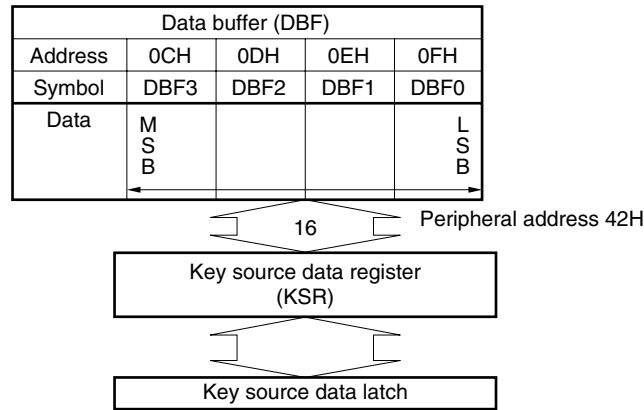 Data buffer (DBF)
Address 0CH 0DH 0EH 0FH
Symbol DBF3 DBF2 DBF1 DBF0
Data M L
S S
B B
16
Peripheral address 42H
Key source data register
(KSR)
Key source data latch